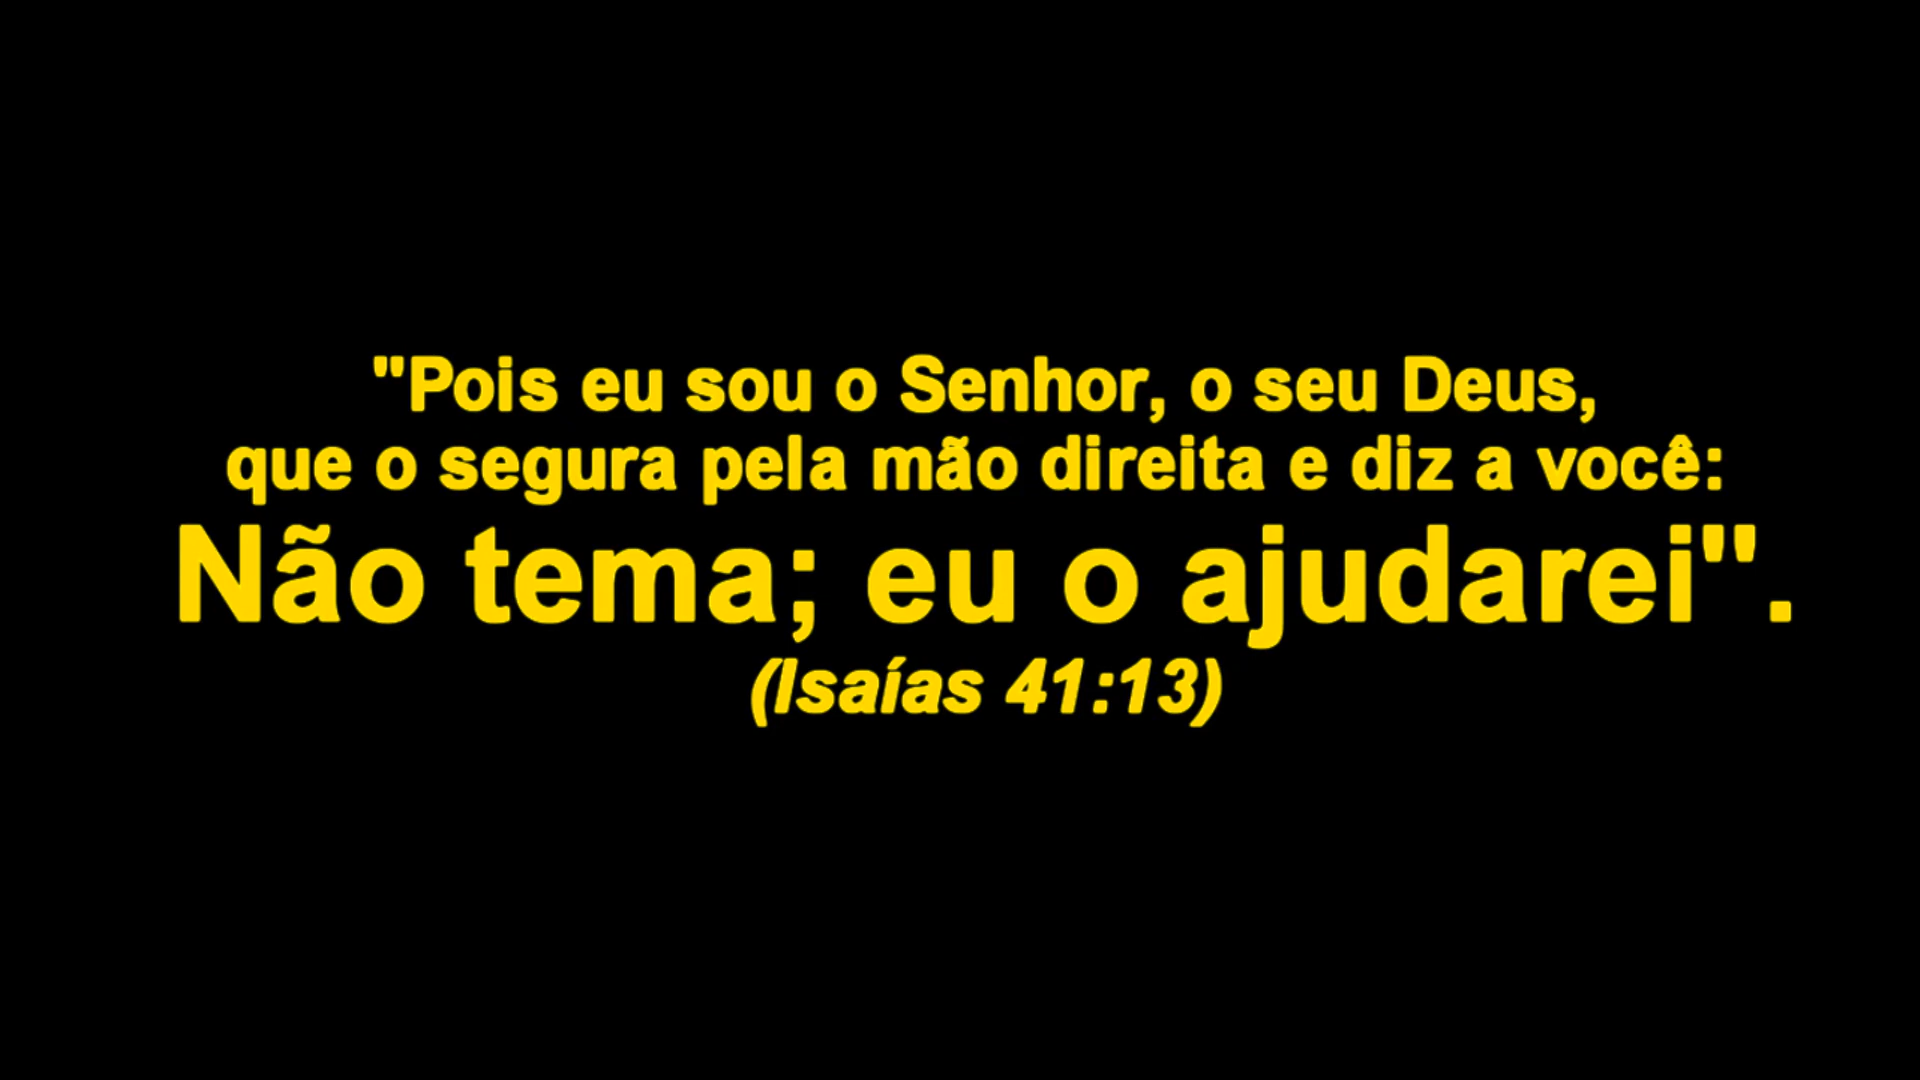 "Pois eu sou o Senhor, o seu Deus,
que o segura pela mão direita e diz a você:
Não tema; eu o ajudarei".
(Isaías 41:13)